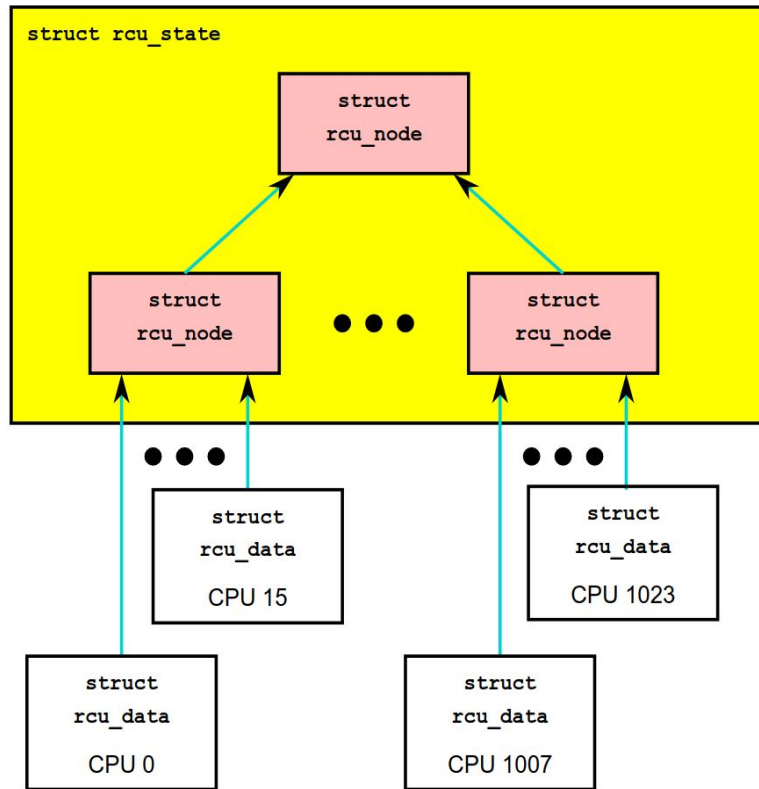 struct rcu_state
struct
rcu_node
struct
rcu_node
struct
rcu_node
struct
rcu_data
CPU 15
struct
rcu_data
CPU 1023
struct
rcu_data
CPU 0
struct
rcu_data
CPU 1007